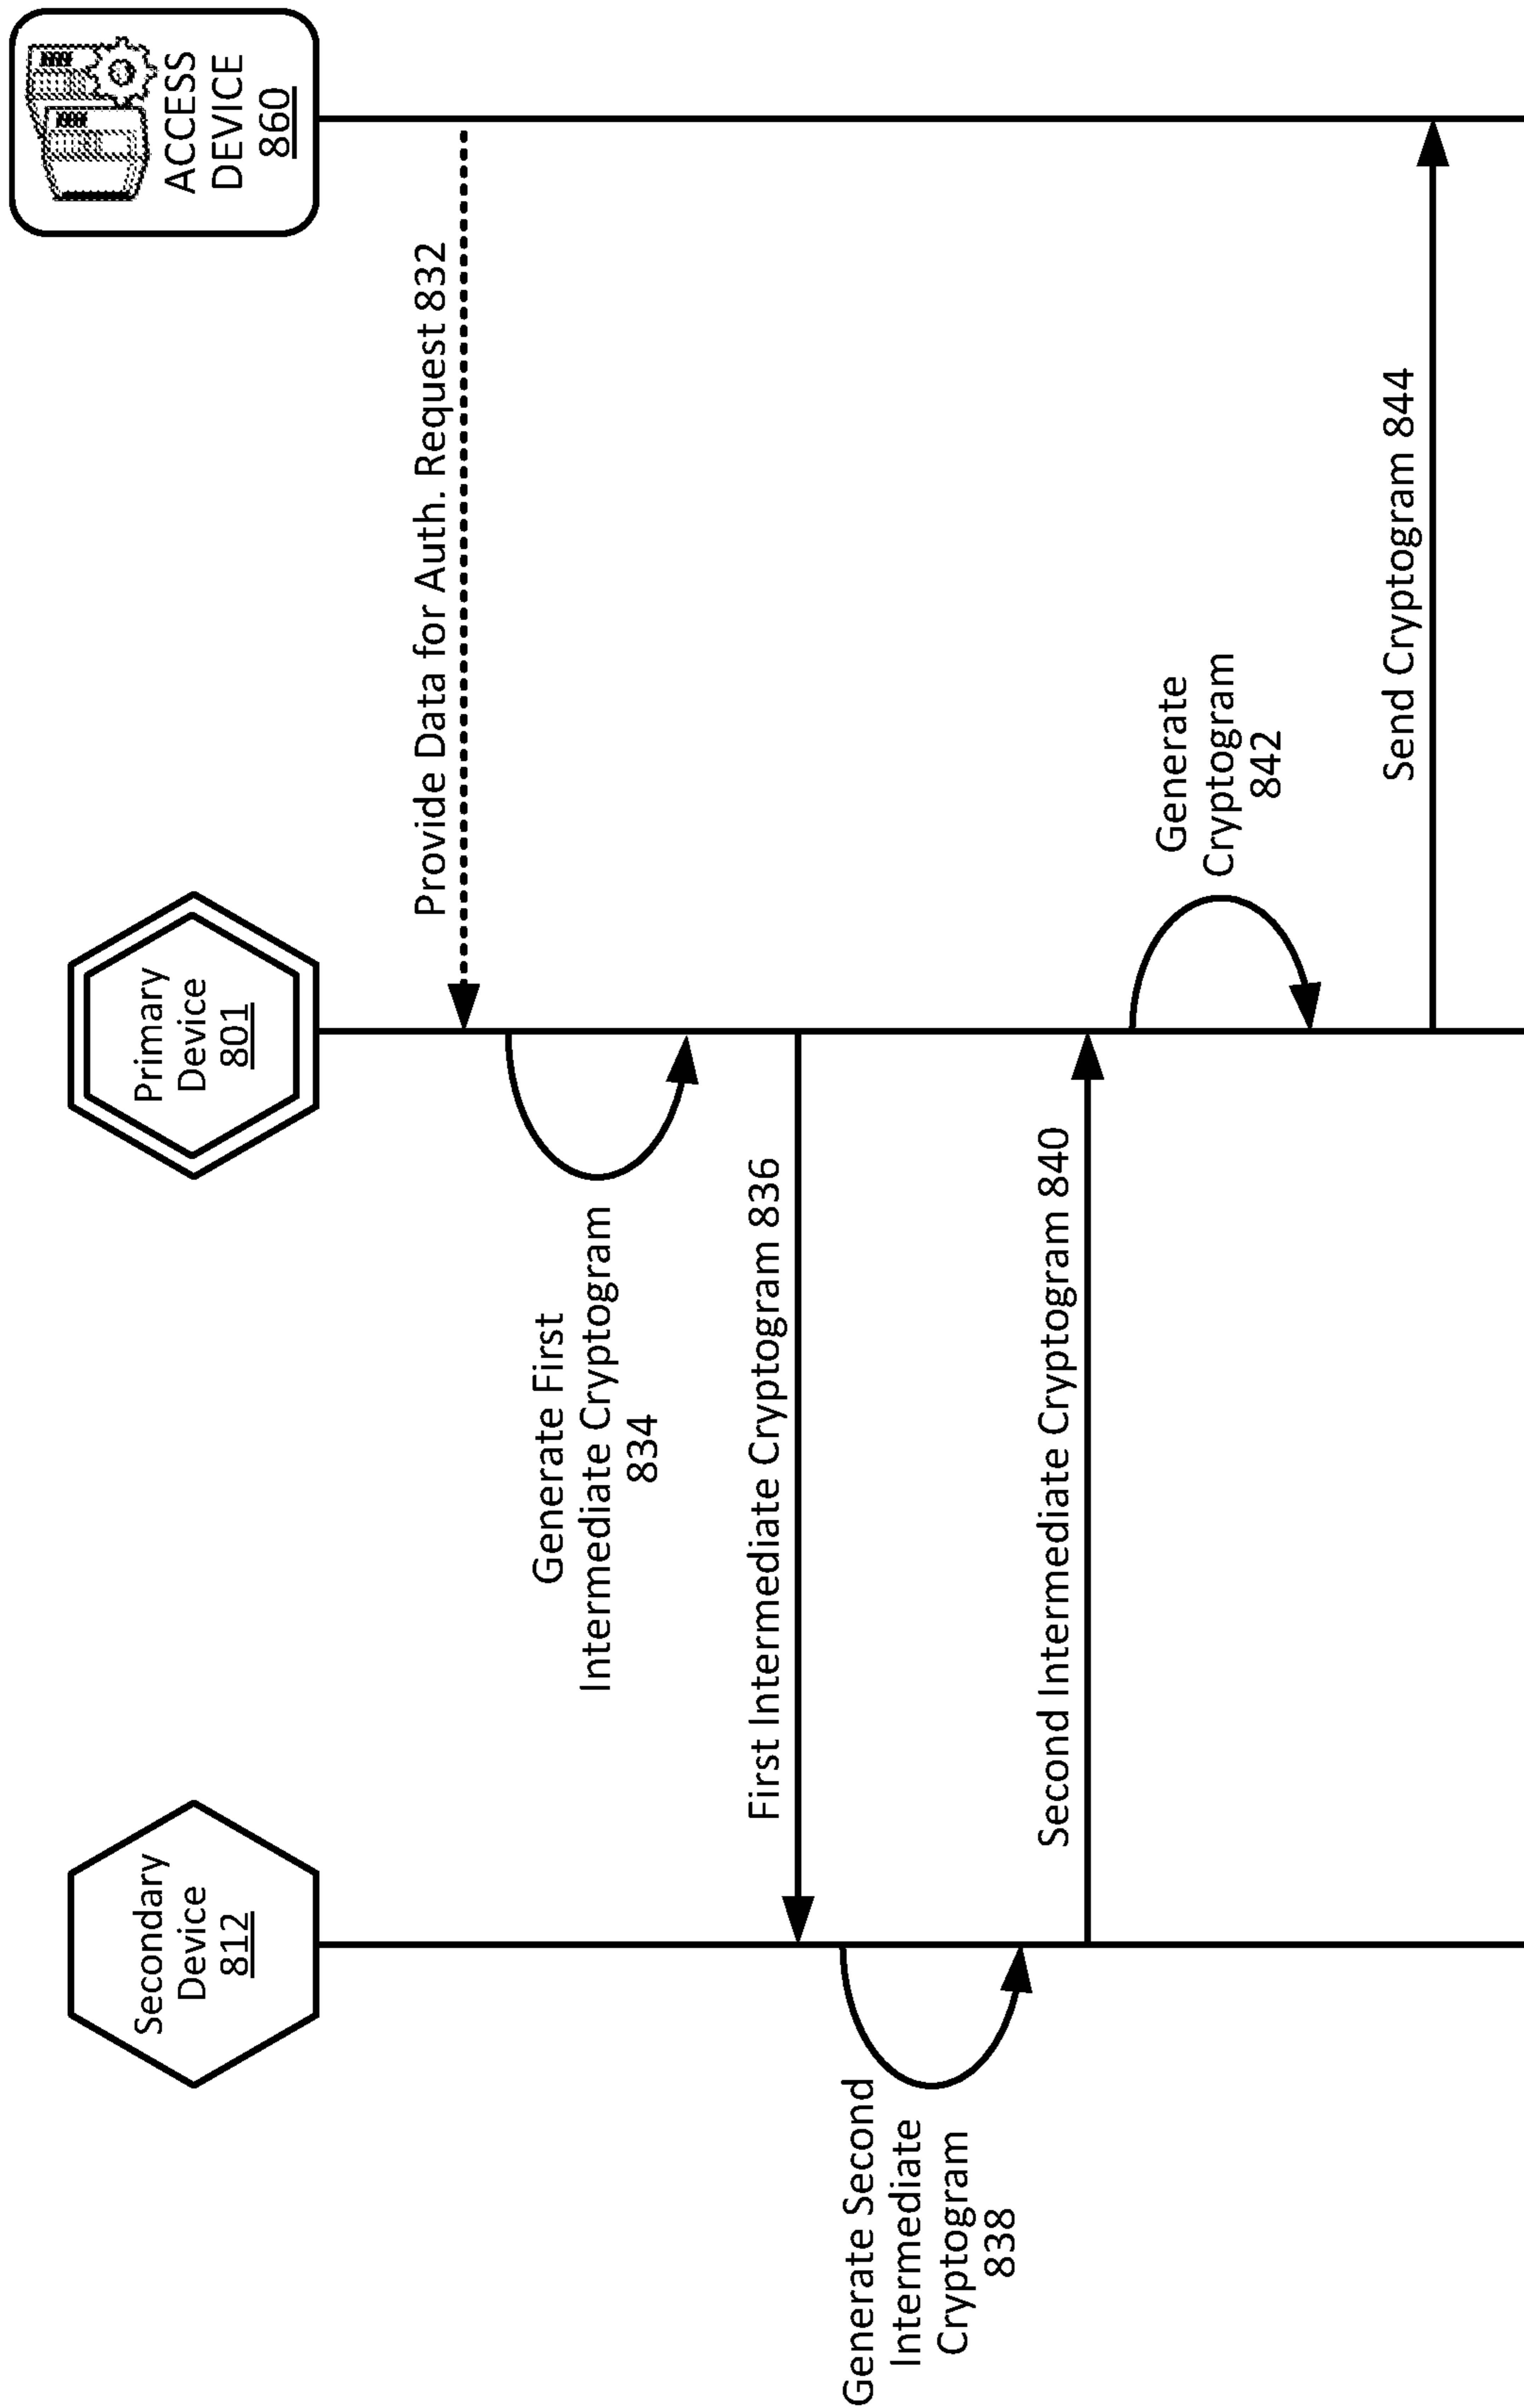 Secondary
Device
812
Primary
Device
801
ACCESS
DEVICE
860
Provide Data for Auth. Request 832
Generate First
Intermediate Cryptogram
834
First Intermediate Cryptogram 836
Generate Second
Intermediate
Cryptogram
838
Second Intermediate Cryptogram 840
Generate
Cryptogram
842
Send Cryptogram 844